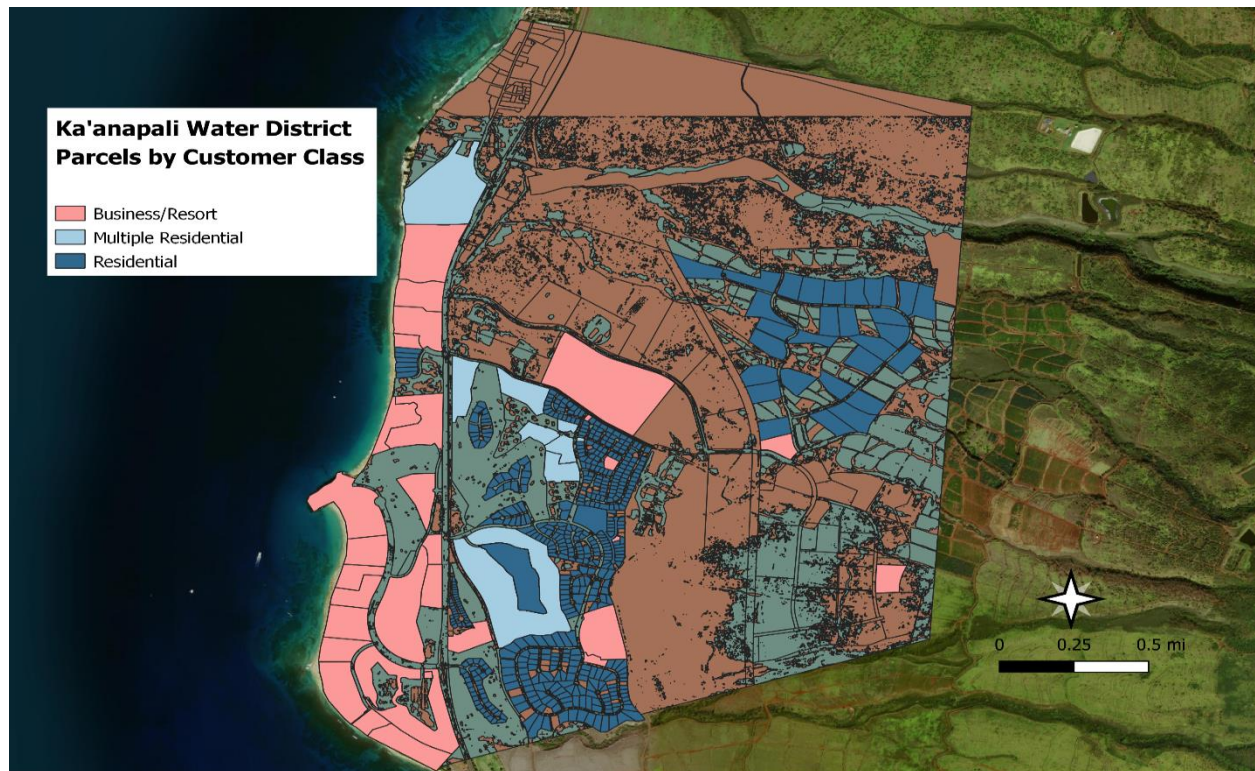 Ka'anapali Water District
Parcels by Customer Class
Business/Resort
Multiple Residential
Residential
0 0.25 0.5 mi